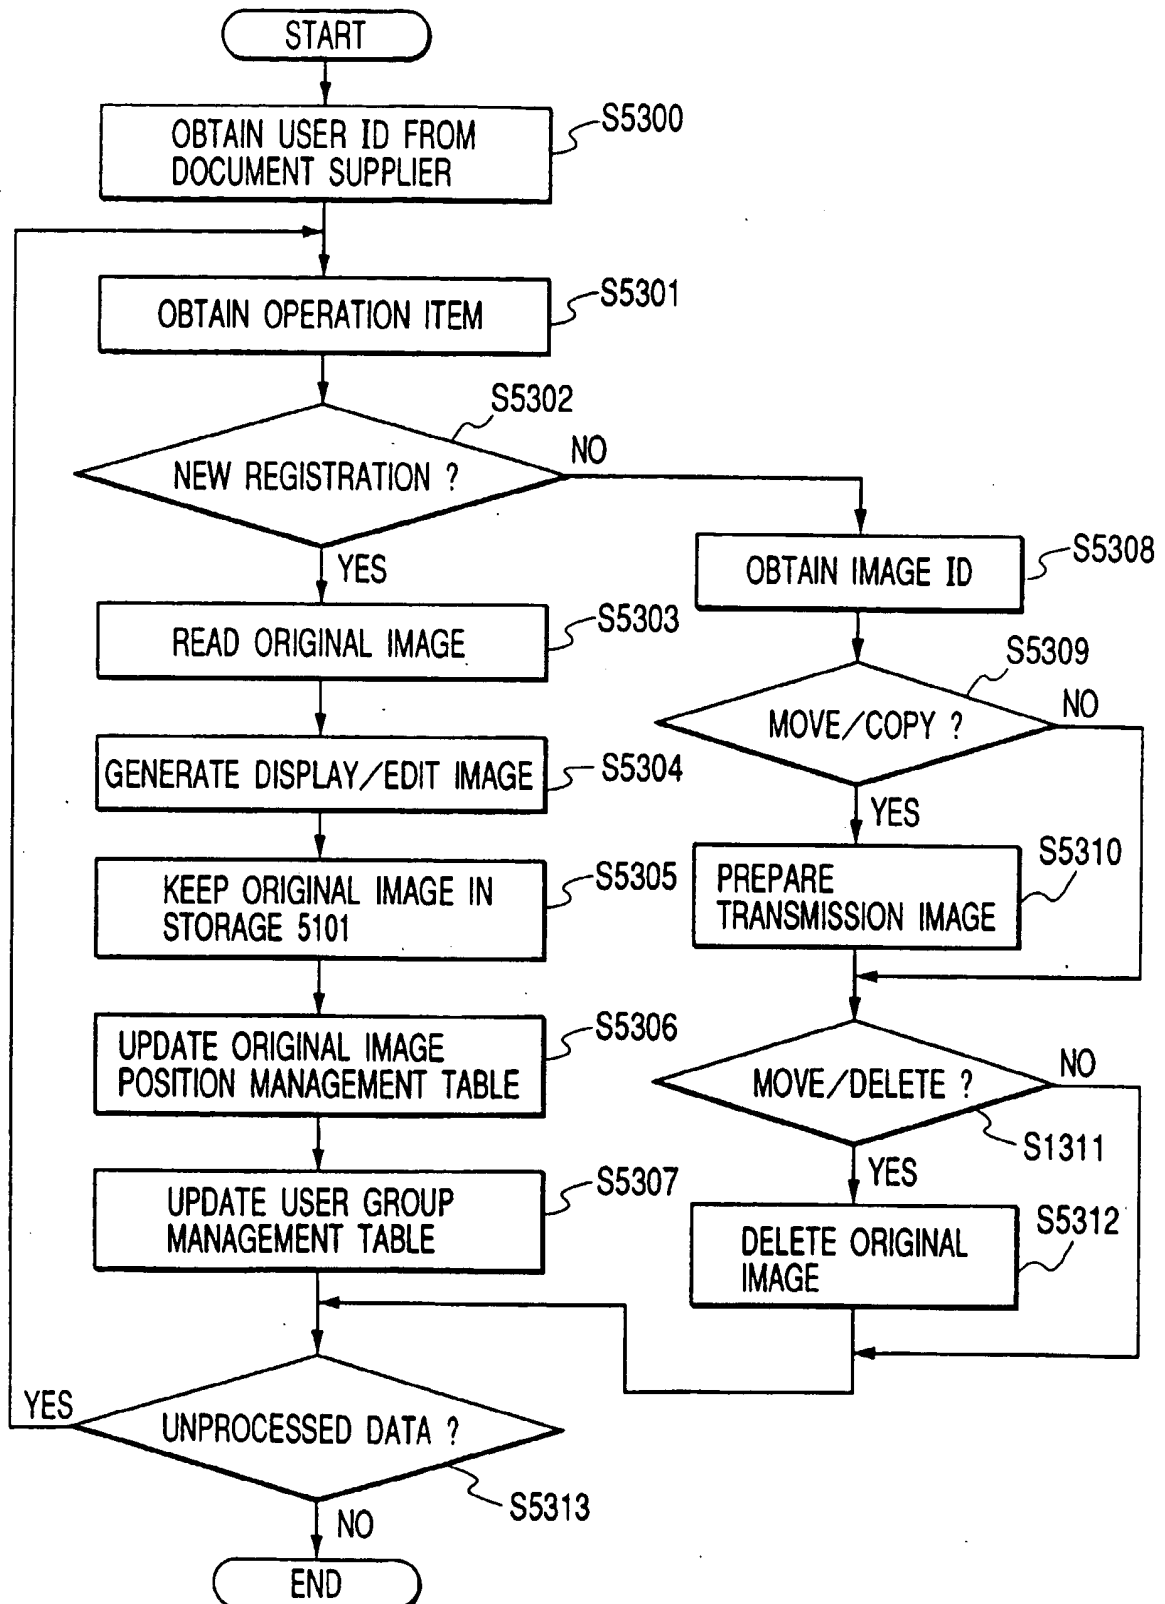 START
OBTAIN USER ID FROM
DOCUMENT SUPPLIER
S5300
OBTAIN OPERATION ITEM
S5301
S5302
NEW REGISTRATION ?
NO
YES
READ ORIGINAL IMAGE
S5303
GENERATE DISPLAY/EDIT IMAGE
S5304
KEEP ORIGINAL IMAGE IN
STORAGE 5101
S5305
UPDATE ORIGINAL IMAGE
POSITION MANAGEMENT TABLE
S5306
UPDATE USER GROUP
MANAGEMENT TABLE
S5307
OBTAIN IMAGE ID
S5308
S5309
MOVE/COPY ?
NO
YES
PREPARE
TRANSMISSION IMAGE
S5310
MOVE/DELETE ?
NO
S1311
YES
DELETE ORIGINAL
IMAGE
S5312
YES
UNPROCESSED DATA ?
S5313
NO
END